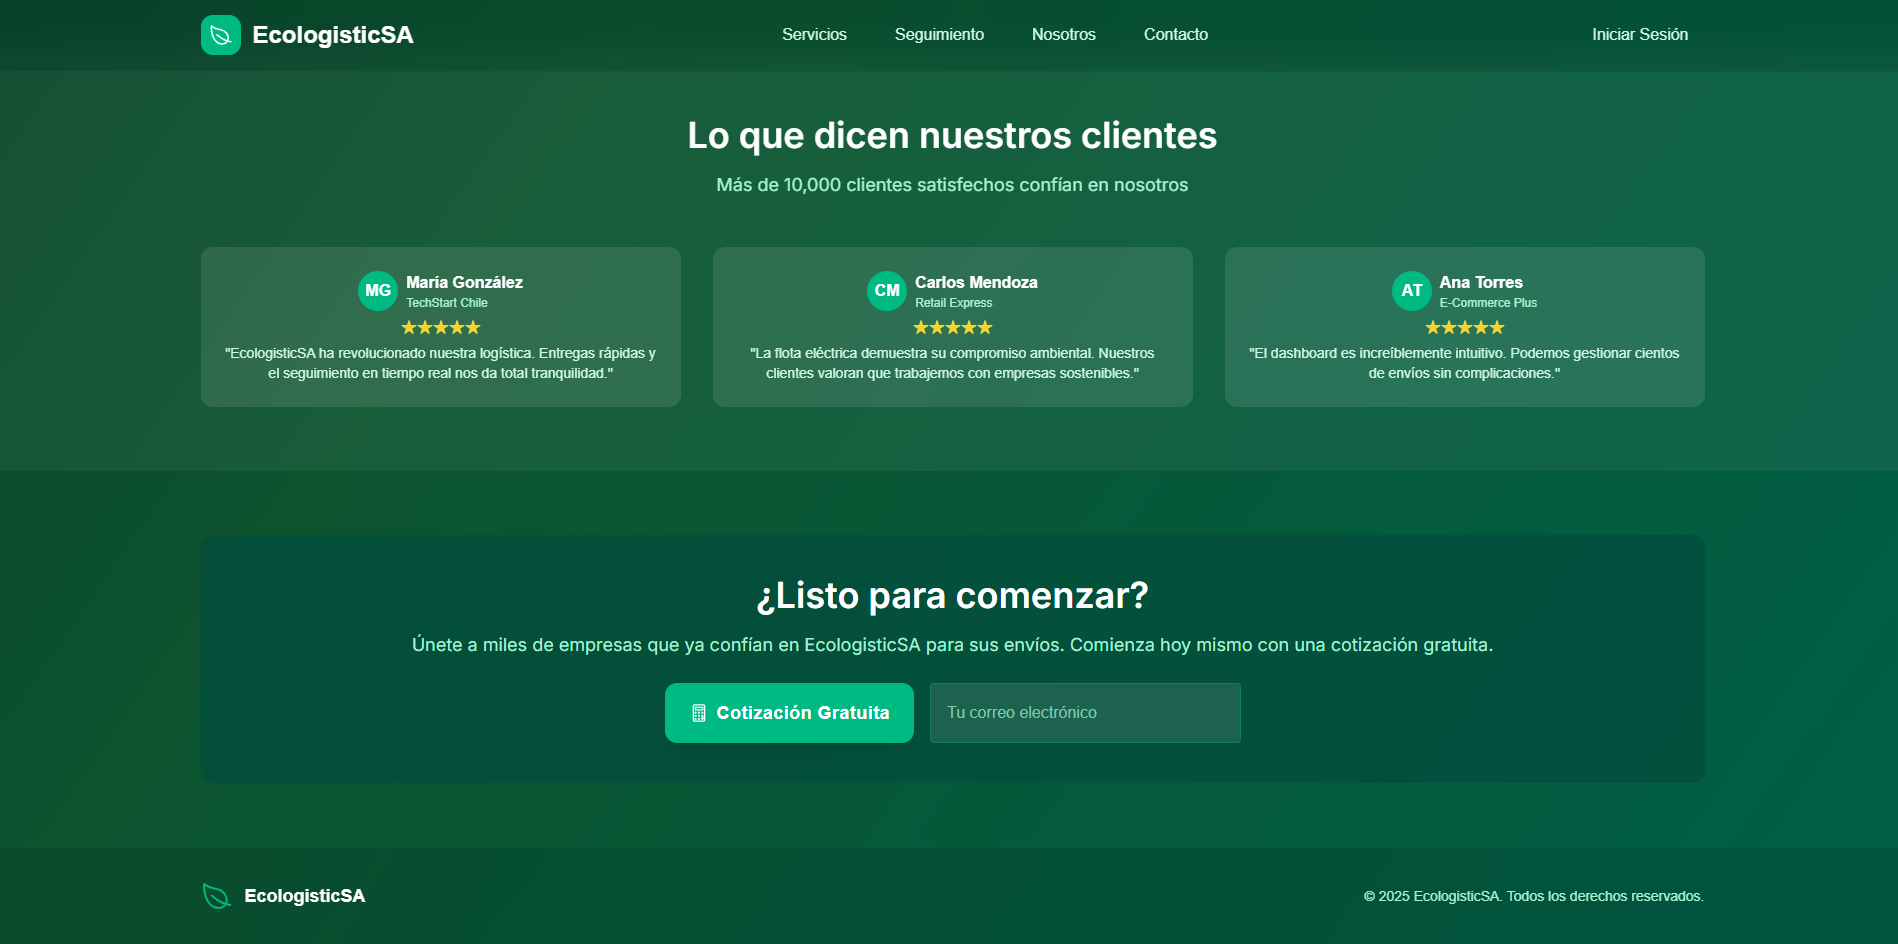 EcologisticSA
Servicios
Seguimiento
Nosotros
Contacto
Iniciar Sesión
Lo que dicen nuestros clientes
Más de 10,000 clientes satisfechos confían en nosotros
MG
María González
TechStart Chile
"EcologisticSA ha revolucionado nuestra logística. Entregas rápidas y
el seguimiento en tiempo real nos da total tranquilidad."
CM
Carlos Mendoza
Retail Express
"La flota eléctrica demuestra su compromiso ambiental. Nuestros
clientes valoran que trabajemos con empresas sostenibles."
AT
Ana Torres
E-Commerce Plus
"El dashboard es increíblemente intuitivo. Podemos gestionar cientos
de envíos sin complicaciones."
¿Listo para comenzar?
Únete a miles de empresas que ya confían en EcologisticSA para sus envíos. Comienza hoy mismo con una cotización gratuita.
Cotización Gratuita
Tu correo electrónico
EcologisticSA
© 2025 EcologisticSA. Todos los derechos reservados.